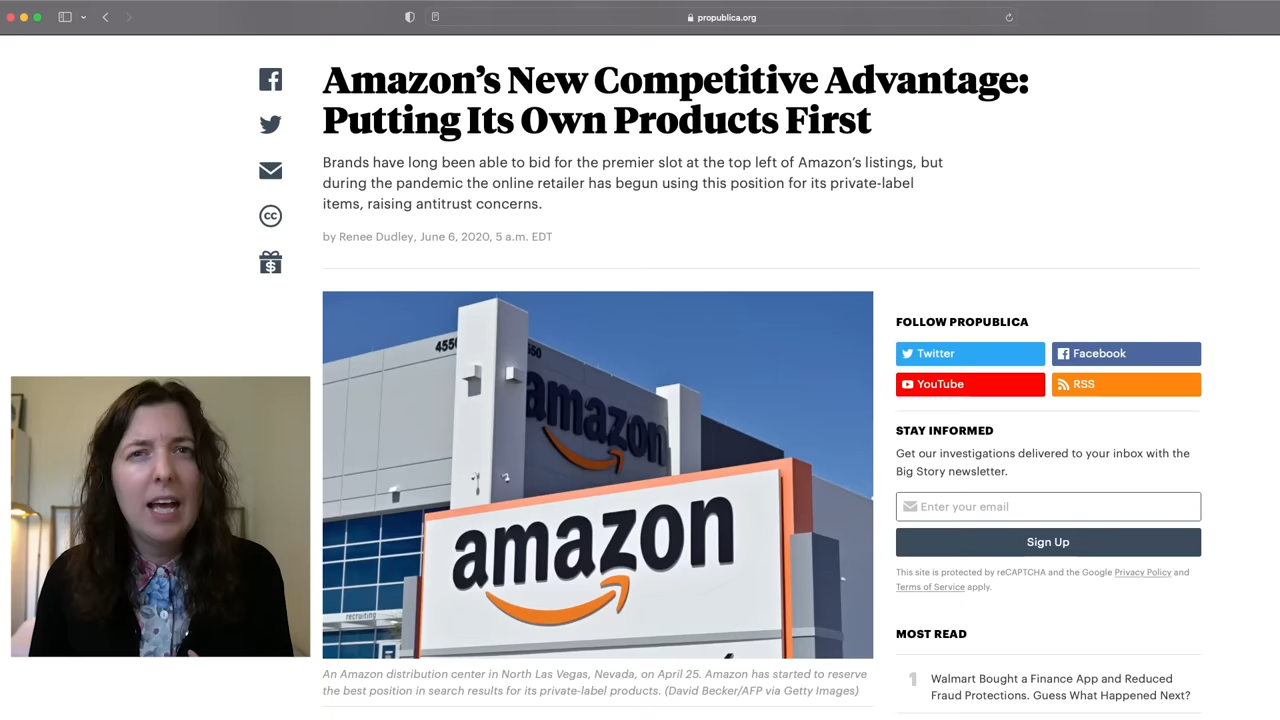 propublica.org
Amazon's New Competitive Advantage:
Putting Its Own Products First
Brands have long been able to bid for the premier slot at the top left of Amazon's listings, but
during the pandemic the online retailer has begun using this position for its private-label
items, raising antitrust concerns.
by Renee Dudley, June 6, 2020, 5 a.m. EDT
cc
$
4550
550
amazon
amazon
recruiting
An Amazon distribution center in North Las Vegas, Nevada, on April 25. Amazon has started to reserve
the best position in search results for its private-label products. (David Becker/AFP via Getty Images)
FOLLOW PROPUBLICA
Twitter
Facebook
YouTube
RSS
STAY INFORMED
Get our investigations delivered to your inbox with the
Big Story newsletter.
Enter your email
Sign Up
This site is protected by reCAPTCHA and the Google Privacy Policy and
Terms of Service apply.
MOST READ
1
Walmart Bought a Finance App and Reduced
Fraud Protections. Guess What Happened Next?